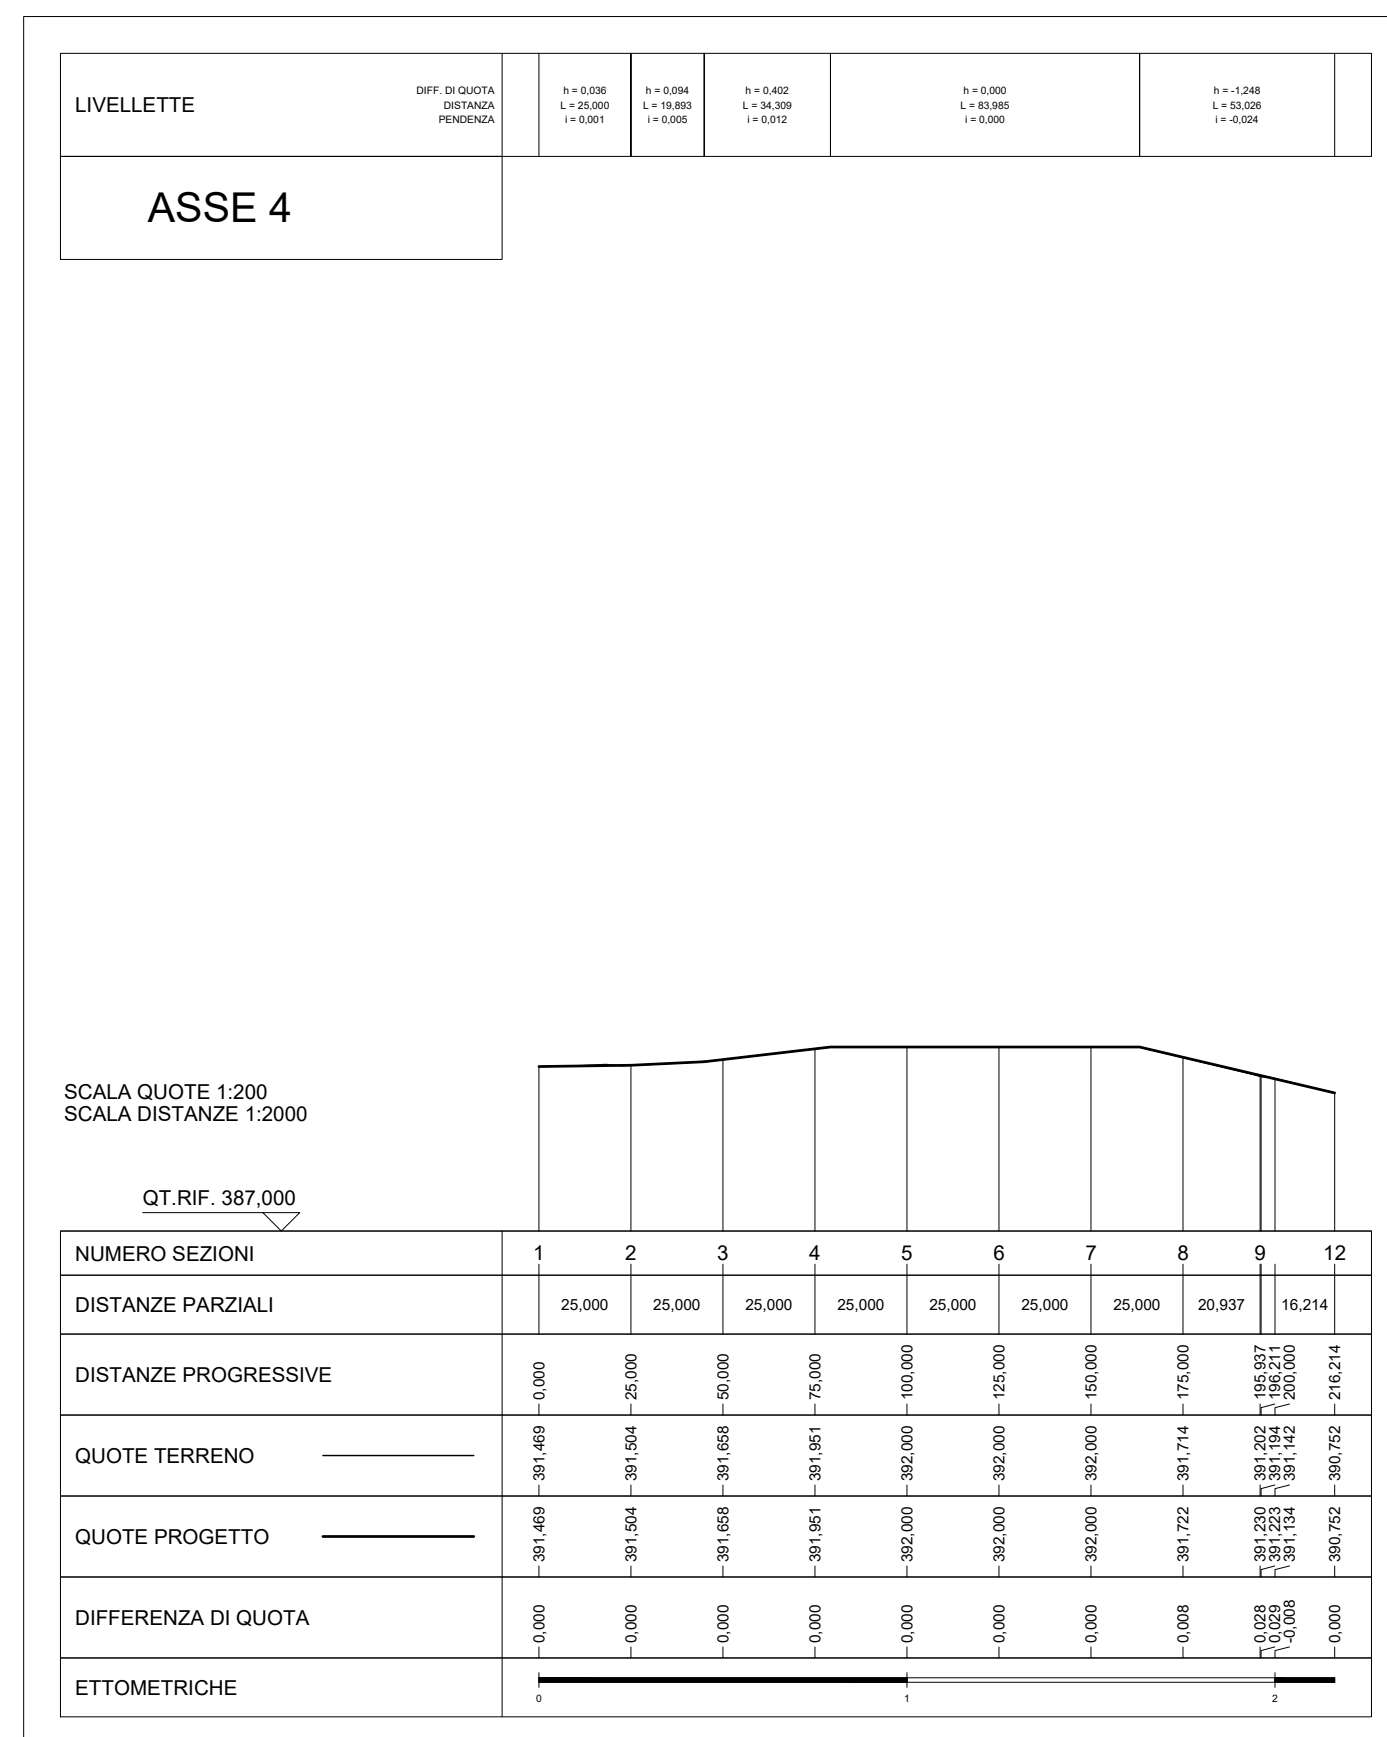 LIVELLETTE
DIFF. DI QUOTA
DISTANZA
PENDENZA
h = 0,036
L = 25,000
i = 0,001
h = 0,094
L = 19,893
i = 0,005
h = 0,402
L = 34,309
i = 0,012
h = 0,000
L = 83,985
i = 0,000
h = -1,248
L = 53,026
i = -0,024
ASSE 4
SCALA QUOTE 1:200
SCALA DISTANZE 1:2000
QT.RIF. 387,000
NUMERO SEZIONI 1 2 3 4 5 6 7 8 9 12
DISTANZE PARZIALI 25,000 25,000 25,000 25,000 25,000 25,000 25,000 20,937 16,214
DISTANZE PROGRESSIVE 0,000 25,000 50,000 75,000 100,000 125,000 150,000 175,000 195,937 196,211 200,000 216,214
QUOTE TERRENO 391,469 391,504 391,658 391,951 392,000 392,000 392,000 391,714 391,202 391,194 391,142 390,752
QUOTE PROGETTO 391,469 391,504 391,658 391,951 392,000 392,000 392,000 391,722 391,230 391,223 391,134 390,752
DIFFERENZA DI QUOTA 0,000 0,000 0,000 0,000 0,000 0,000 0,000 0,008 0,028 0,029 -0,008 0,000
ETTOMETRICHE 0 1 2